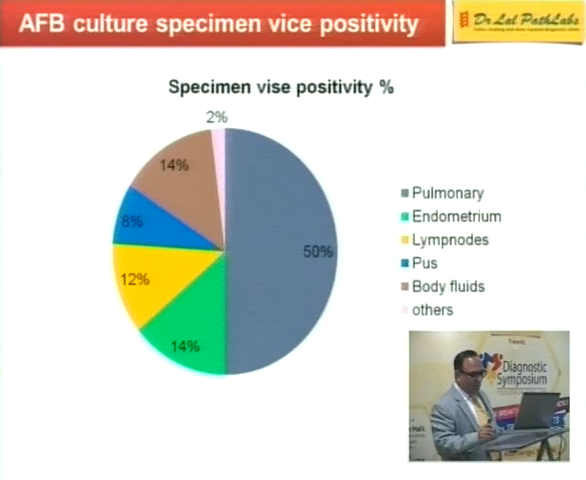 AFB culture specimen vice positivity
Dr Lal PathLabs
Specimen vise positivity %
2%
14%
8%
50%
12%
14%
Pulmonary
Endometrium
Lympnodes
Pus
Body fluids
others
Diagnostic
Symposium